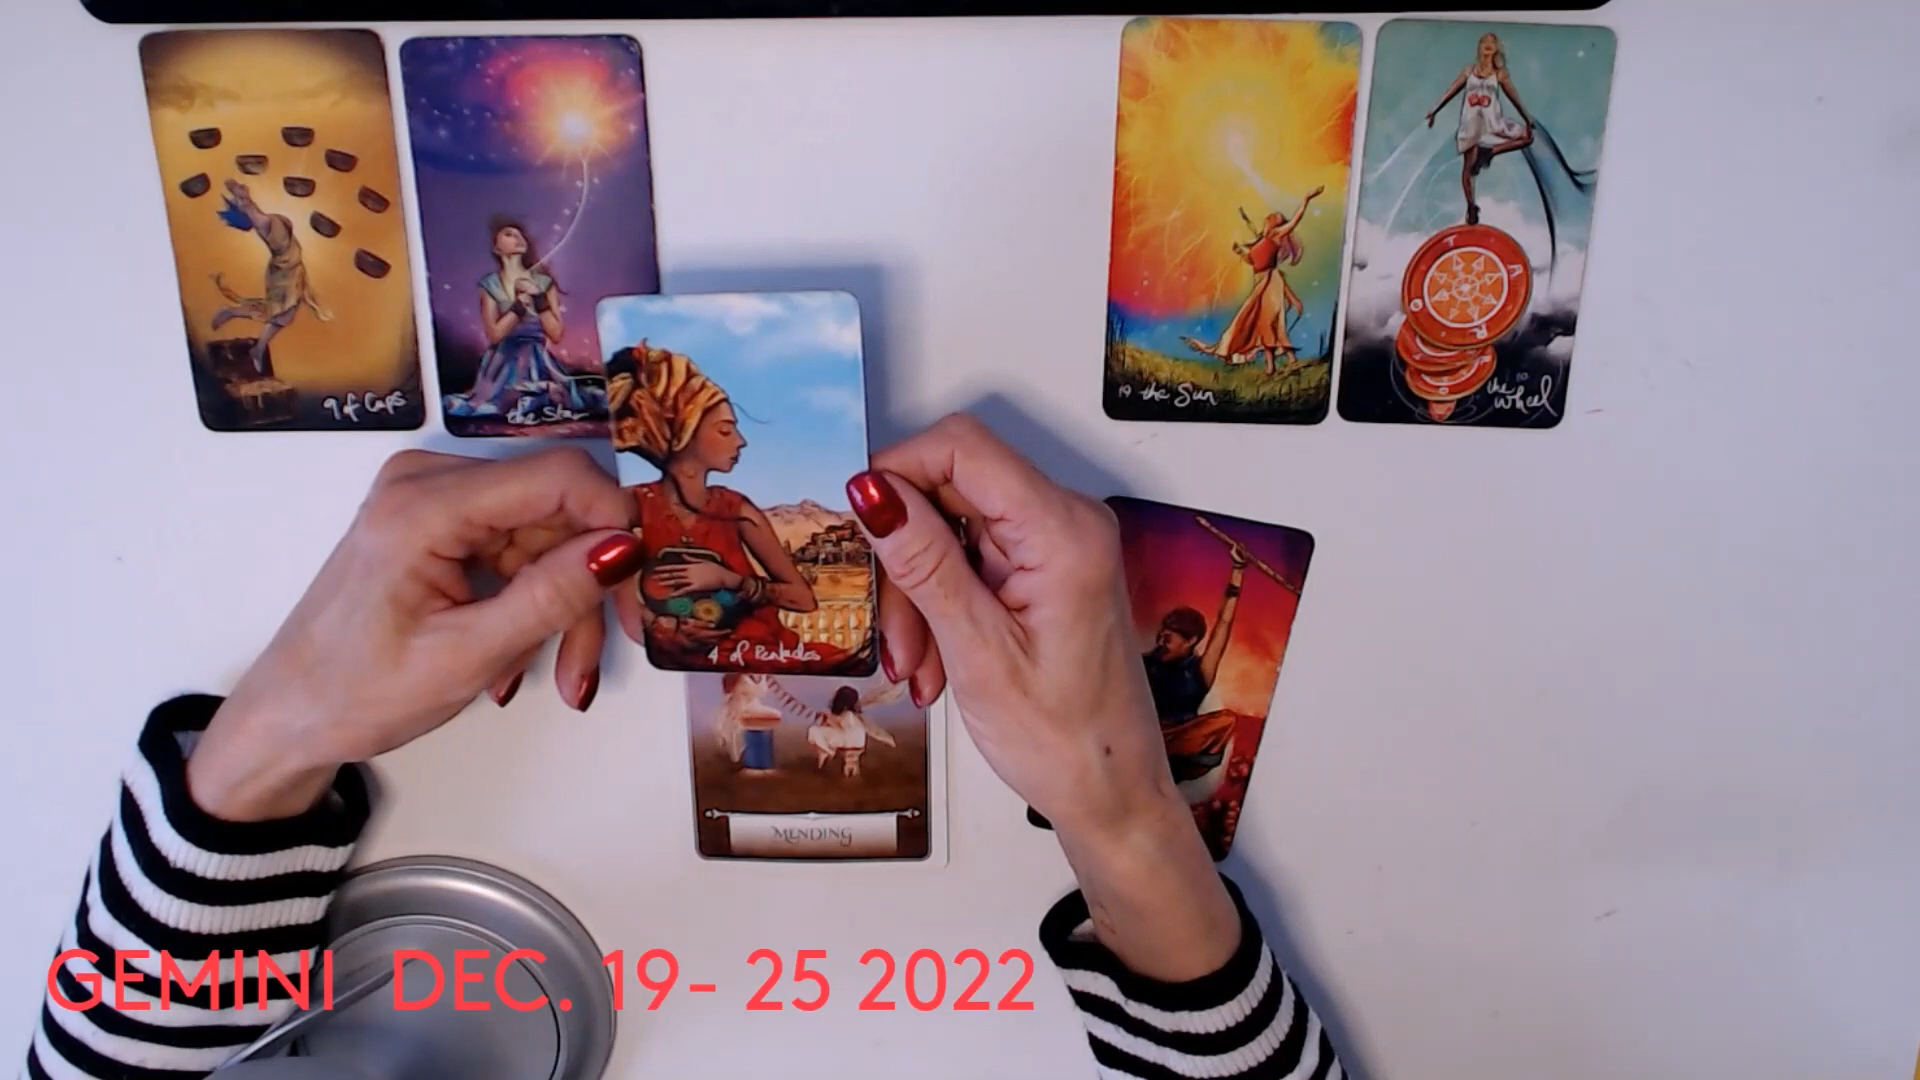 9 of Cups
the Star
19 the Sun
T A R O
10
the Wheel
4 of Pentacles
MENDING
GEMINI DEC. 19- 25 2022